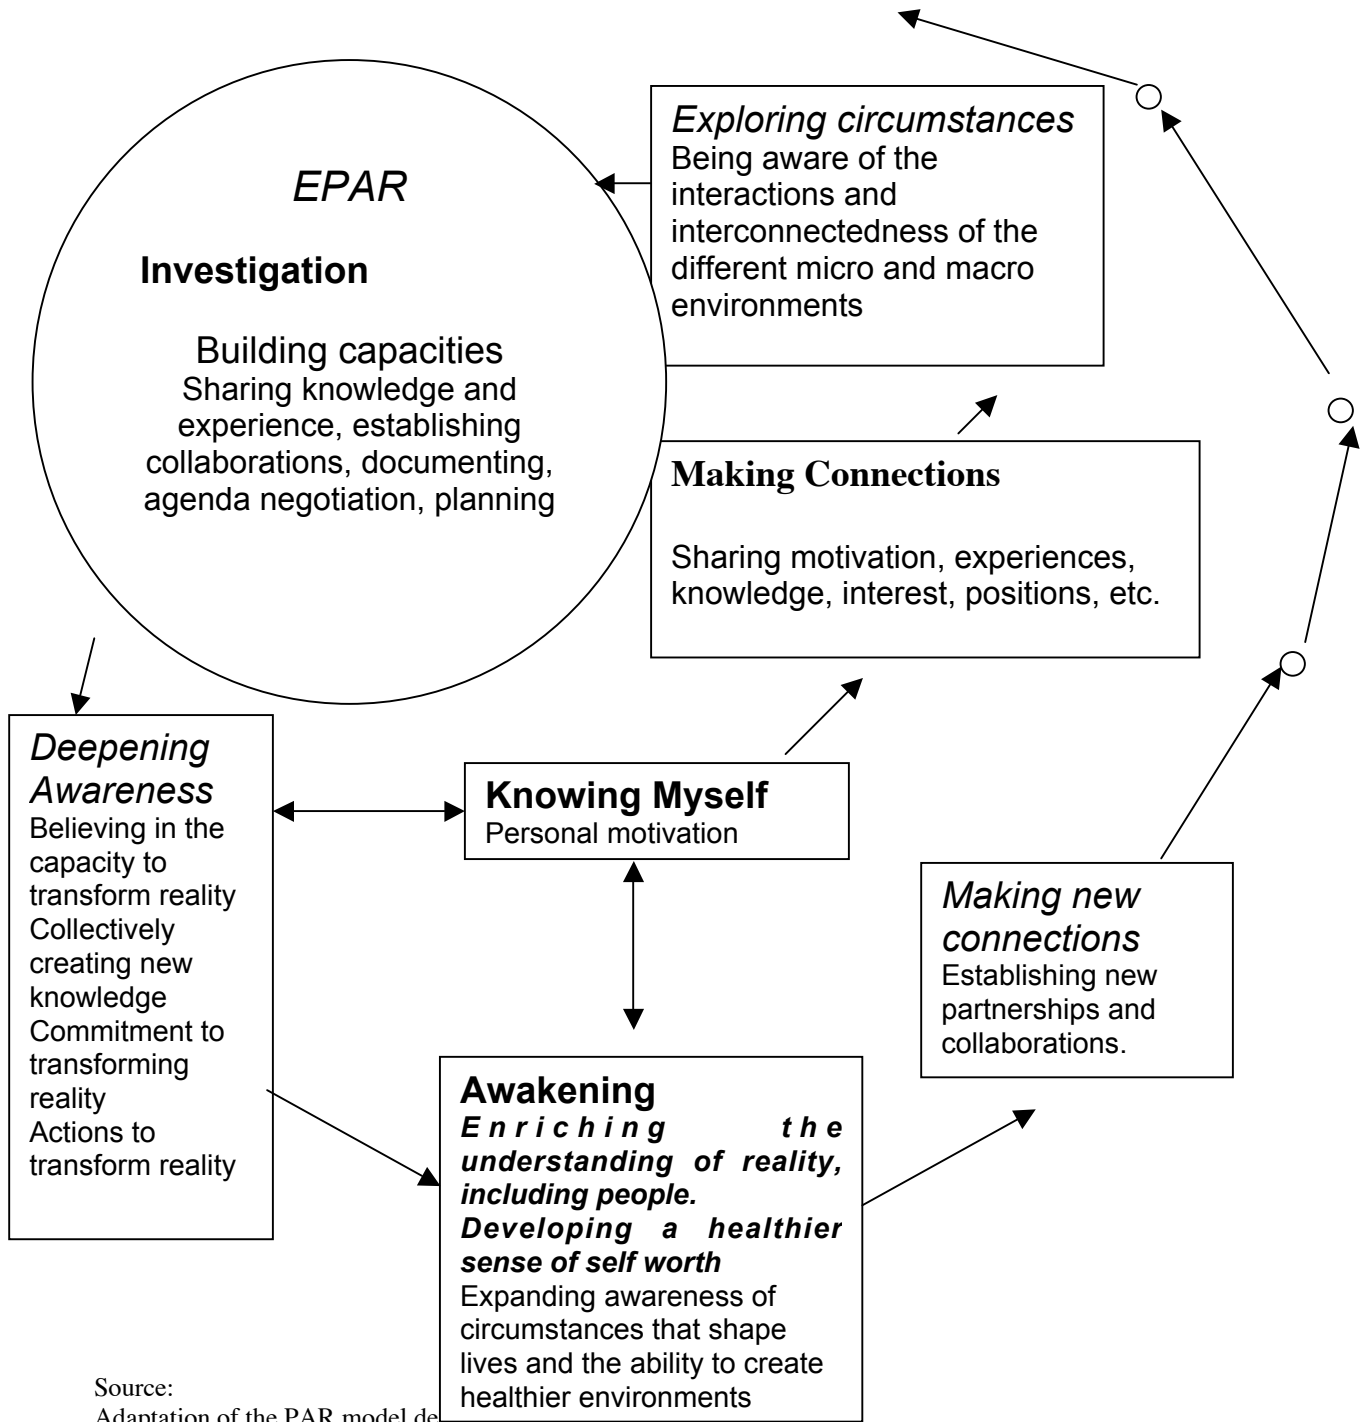 EPAR
Investigation
Building capacities
Sharing knowledge and
experience, establishing
collaborations, documenting,
agenda negotiation, planning
Exploring circumstances
Being aware of the
interactions and
interconnectedness of the
different micro and macro
environments
Making Connections
Sharing motivation, experiences,
knowledge, interest, positions, etc.
Deepening
Awareness
Believing in the
capacity to
transform reality
Collectively
creating new
knowledge
Commitment to
transforming
reality
Actions to
transform reality
Knowing Myself
Personal motivation
Making new
connections
Establishing new
partnerships and
collaborations.
Awakening
Enriching the
understanding of reality,
including people.
Developing a healthier
sense of self worth
Expanding awareness of
circumstances that shape
lives and the ability to create
healthier environments
Source:
Adaptation of the PAR model de